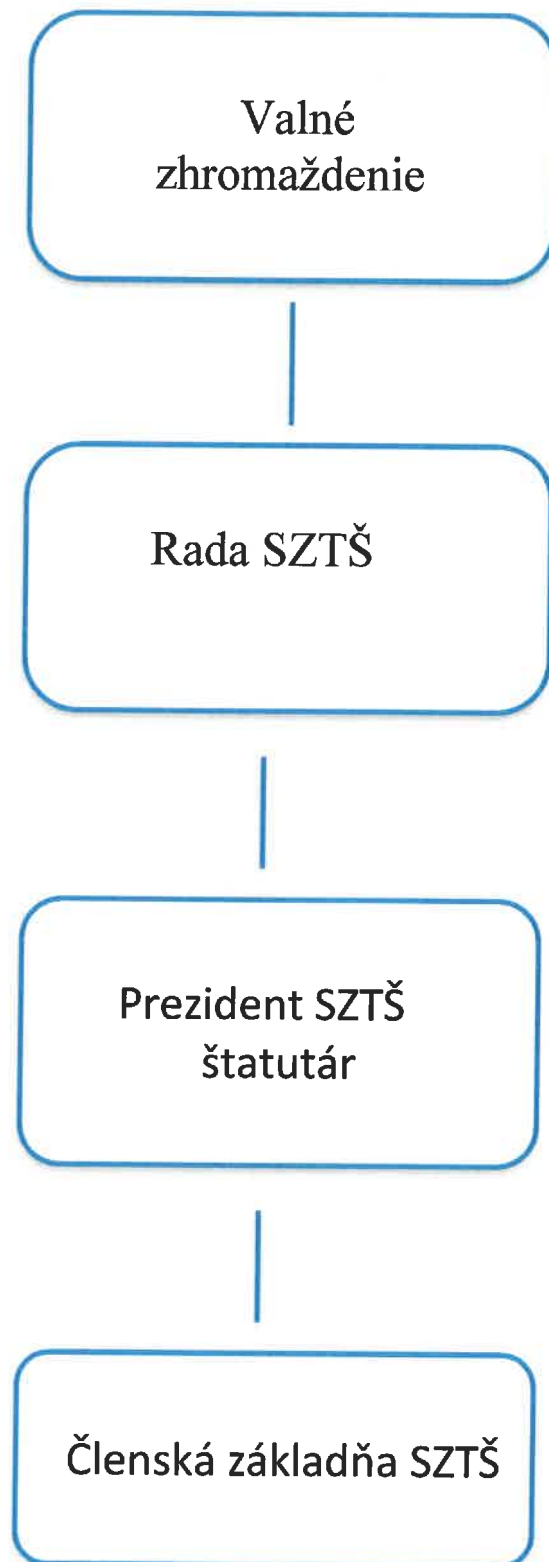 Valné
zhromaždenie
Rada SZTŠ
Prezident SZTŠ
štatutár
Členská základňa SZTŠ